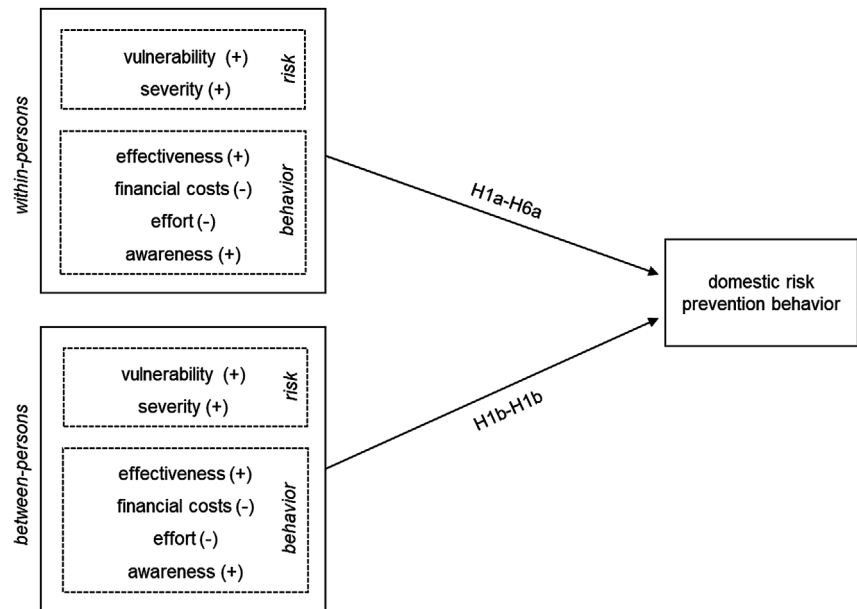 within-persons
vulnerability (+)
severity (+)
risk
effectiveness (+)
financial costs (-)
effort (-)
awareness (+)
behavior
H1a-H6a
domestic risk
prevention behavior
between-persons
vulnerability (+)
severity (+)
risk
effectiveness (+)
financial costs (-)
effort (-)
awareness (+)
behavior
H1b-H1b